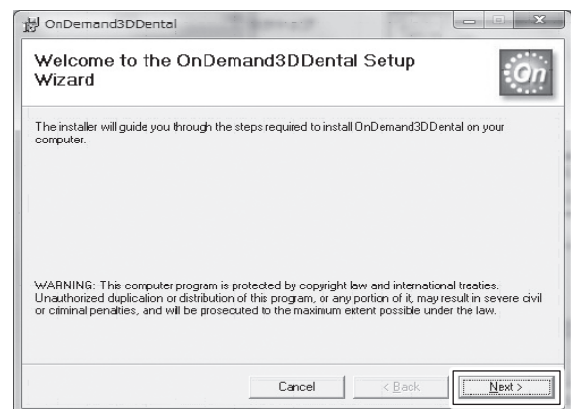 OnDemand3DDental
Welcome to the OnDemand3DDental Setup
Wizard
On
The installer will guide you through the steps required to install OnDemand3DDental on your
computer.
WARNING: This computer program is protected by copyright law and international treaties.
Unauthorized duplication or distribution of this program, or any portion of it, may result in severe civil
or criminal penalties, and will be prosecuted to the maximum extent possible under the law.
Cancel
< Back
Next >